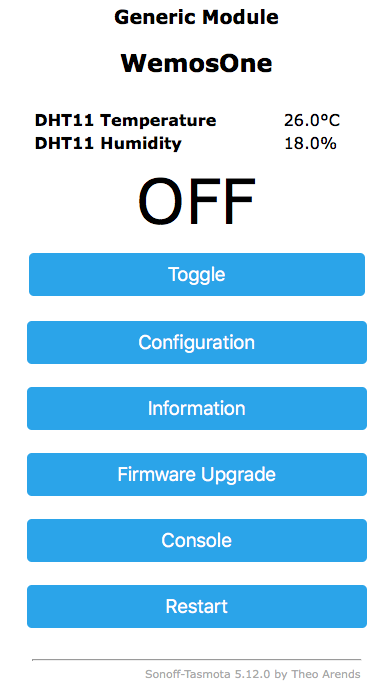 Generic Module
WemosOne
DHT11 Temperature 26.0°C
DHT11 Humidity 18.0%
OFF
Toggle
Configuration
Information
Firmware Upgrade
Console
Restart
Sonoff-Tasmota 5.12.0 by Theo Arends